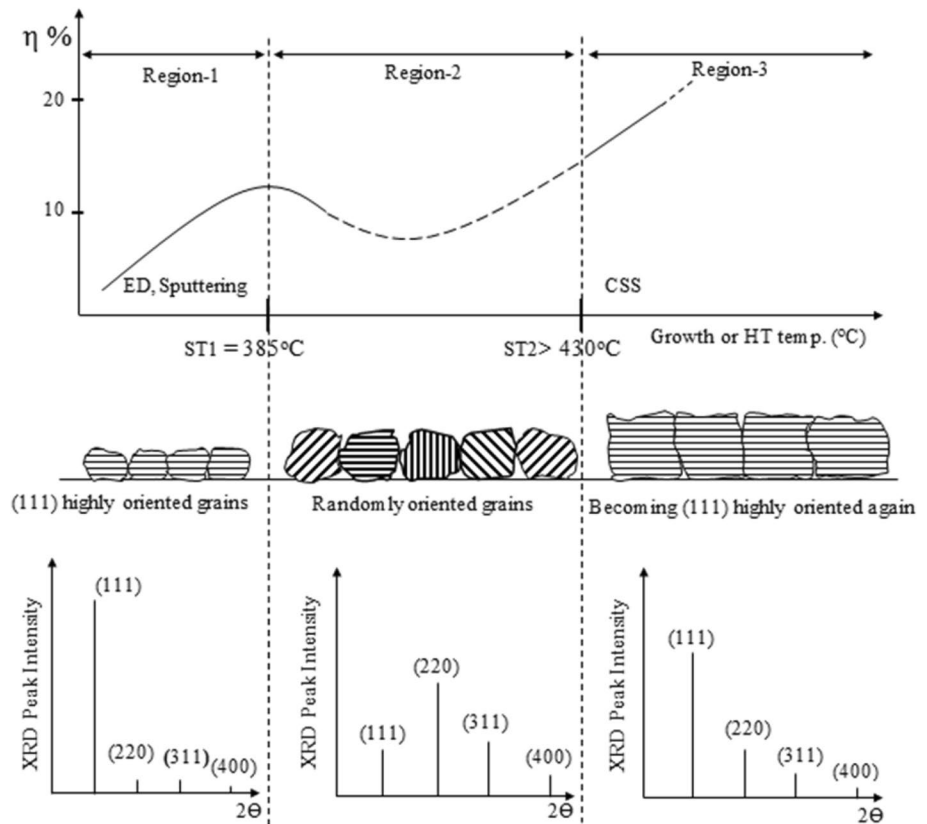 η %
Region-1
Region-2
Region-3
20
10
ED, Sputtering
CSS
ST1 = 385°C
ST2> 430°C
Growth or HT temp. (°C)
(111) highly oriented grains
Randomly oriented grains
Becoming (111) highly oriented again
XRD Peak Intensity
(111)
(220)
(311)
(400)
2Θ
XRD Peak Intensity
(111)
(220)
(311)
(400)
2Θ
XRD Peak Intensity
(111)
(220)
(311)
(400)
2Θ